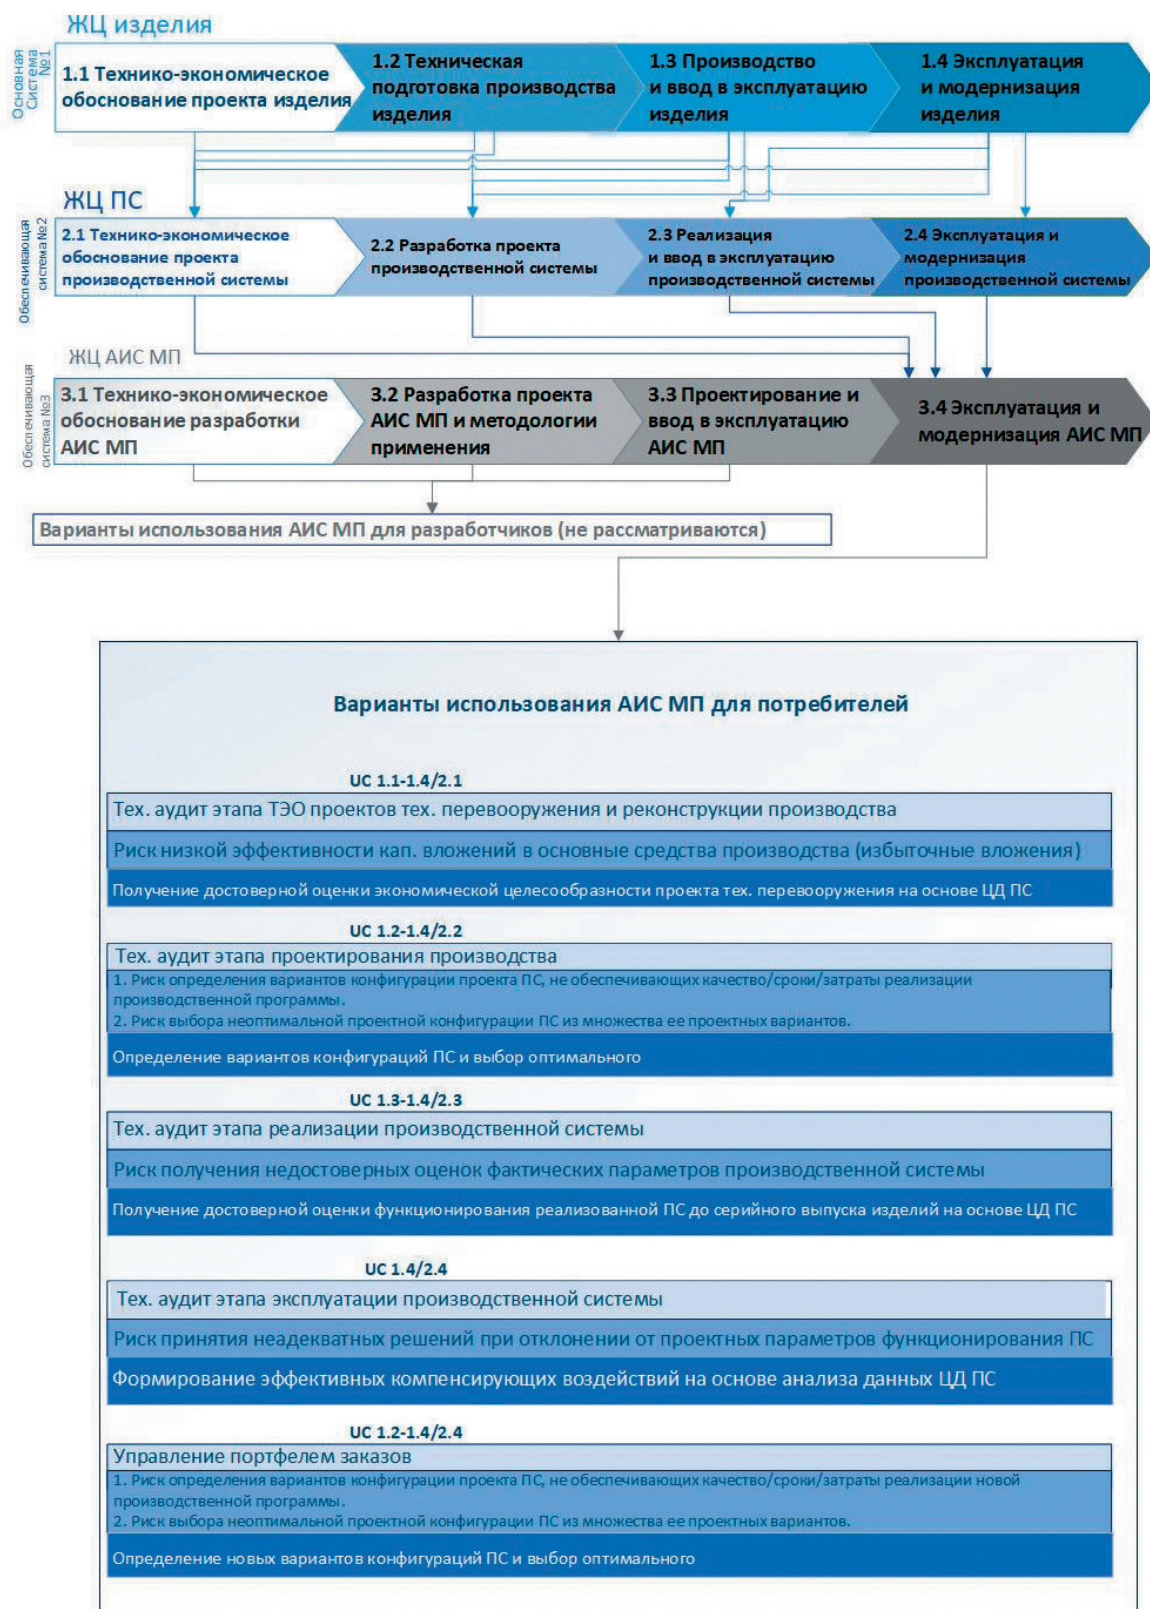 ЖЦ изделия
Основная
Система
№1
1.1 Технико-экономическое
обоснование проекта изделия
1.2 Техническая
подготовка производства
изделия
1.3 Производство
и ввод в эксплуатацию
изделия
1.4 Эксплуатация
и модернизация
изделия
ЖЦ ПС
Обеспечивающая
система №2
2.1 Технико-экономическое
обоснование проекта
производственной системы
2.2 Разработка проекта
производственной системы
2.3 Реализация
и ввод в эксплуатацию
производственной системы
2.4 Эксплуатация и
модернизация
производственной системы
ЖЦ АИС МП
Обеспечивающая
система №3
3.1 Технико-экономическое
обоснование разработки
АИС МП
3.2 Разработка проекта
АИС МП и методологии
применения
3.3 Проектирование и
ввод в эксплуатацию
АИС МП
3.4 Эксплуатация и
модернизация АИС МП
Варианты использования АИС МП для разработчиков (не рассматриваются)
Варианты использования АИС МП для потребителей
UC 1.1-1.4/2.1
Тех. аудит этапа ТЭО проектов тех. перевооружения и реконструкции производства
Риск низкой эффективности кап. вложений в основные средства производства (избыточные вложения)
Получение достоверной оценки экономической целесообразности проекта тех. перевооружения на основе ЦД ПС
UC 1.2-1.4/2.2
Тех. аудит этапа проектирования производства
1. Риск определения вариантов конфигурации проекта ПС, не обеспечивающих качество/сроки/затраты реализации
производственной программы.
2. Риск выбора неоптимальной проектной конфигурации ПС из множества ее проектных вариантов.
Определение вариантов конфигураций ПС и выбор оптимального
UC 1.3-1.4/2.3
Тех. аудит этапа реализации производственной системы
Риск получения недостоверных оценок фактических параметров производственной системы
Получение достоверной оценки функционирования реализованной ПС до серийного выпуска изделий на основе ЦД ПС
UC 1.4/2.4
Тех. аудит этапа эксплуатации производственной системы
Риск принятия неадекватных решений при отклонении от проектных параметров функционирования ПС
Формирование эффективных компенсирующих воздействий на основе анализа данных ЦД ПС
UC 1.2-1.4/2.4
Управление портфелем заказов
1. Риск определения вариантов конфигурации проекта ПС, не обеспечивающих качество/сроки/затраты реализации новой
производственной программы.
2. Риск выбора неоптимальной проектной конфигурации ПС из множества ее проектных вариантов.
Определение новых вариантов конфигураций ПС и выбор оптимального